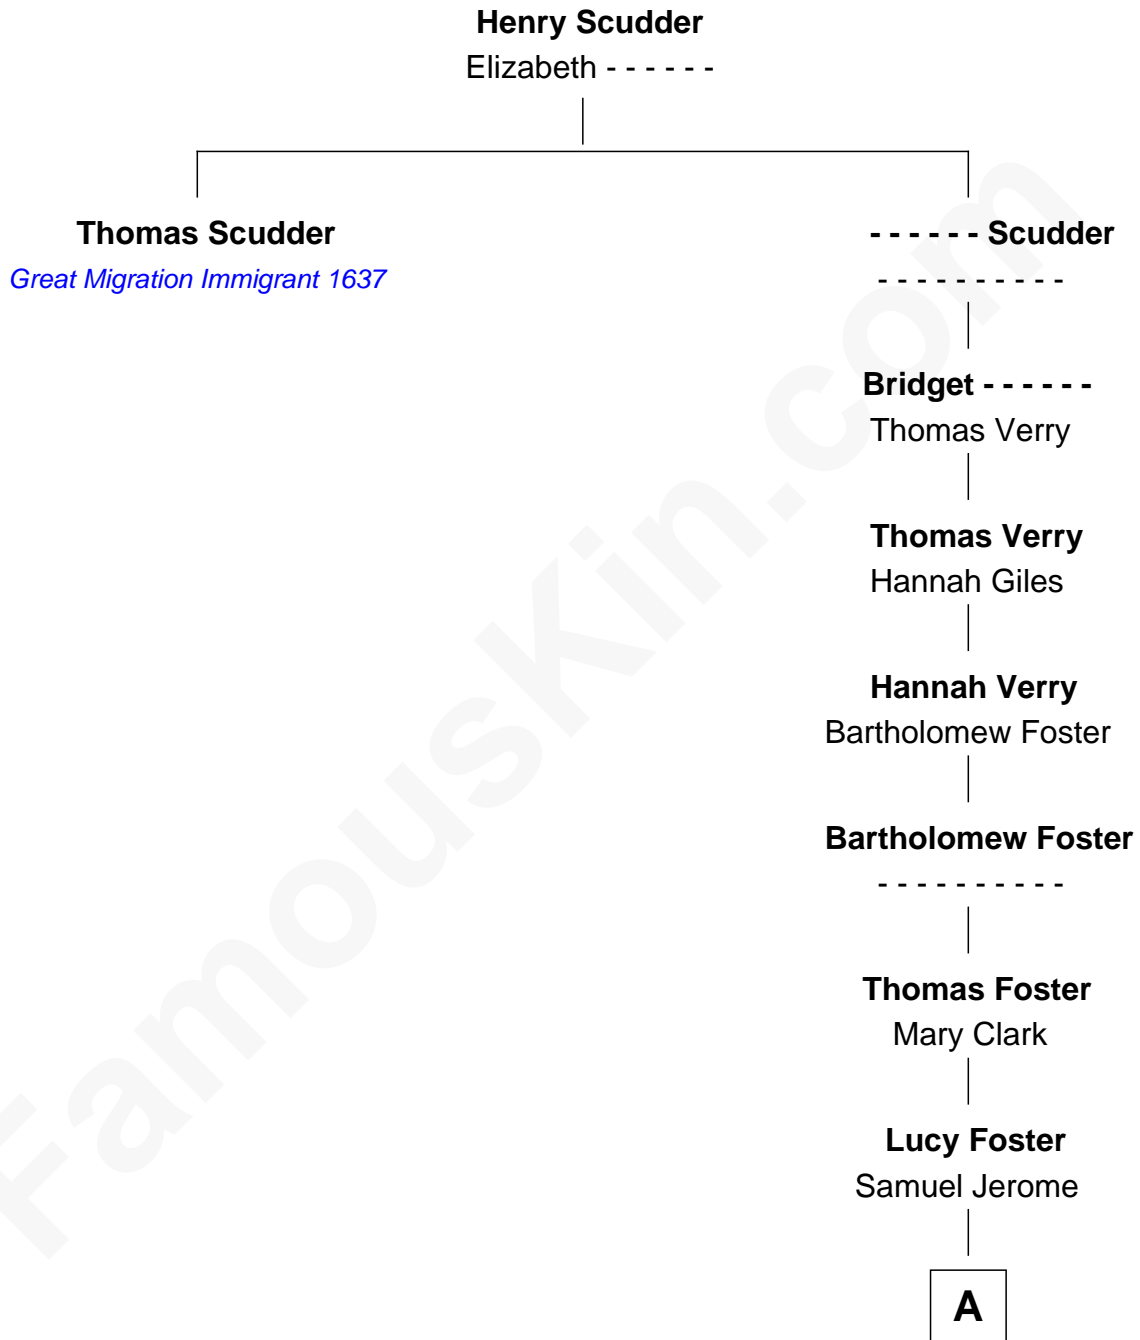 Henry Scudder
Elizabeth - - - - - -
Thomas Scudder
Great Migration Immigrant 1637
- - - - - - Scudder
- - - - - - - - - -
Bridget - - - - - -
Thomas Verry
Thomas Verry
Hannah Giles
Hannah Verry
Bartholomew Foster
Bartholomew Foster
- - - - - - - - - -
Thomas Foster
Mary Clark
Lucy Foster
Samuel Jerome
A
FamousKin.com